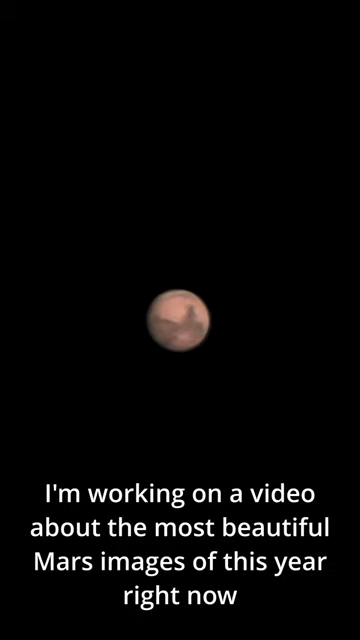 I'm working on a video
about the most beautiful
Mars images of this year
right now